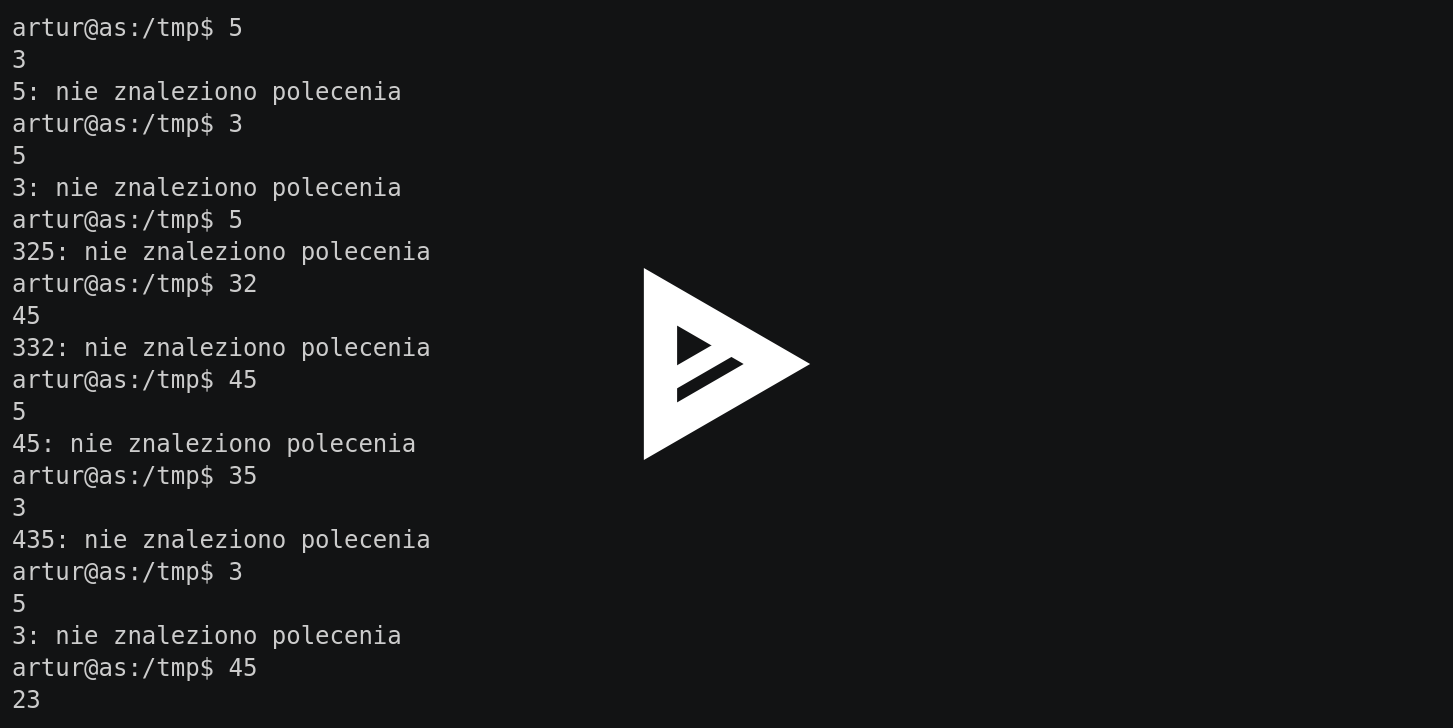 artur@as:/tmp$ 5
3
5: nie znaleziono polecenia
artur@as:/tmp$ 3
5
3: nie znaleziono polecenia
artur@as:/tmp$ 5
325: nie znaleziono polecenia
artur@as:/tmp$ 32
45
332: nie znaleziono polecenia
artur@as:/tmp$ 45
5
45: nie znaleziono polecenia
artur@as:/tmp$ 35
3
435: nie znaleziono polecenia
artur@as:/tmp$ 3
5
3: nie znaleziono polecenia
artur@as:/tmp$ 45
23